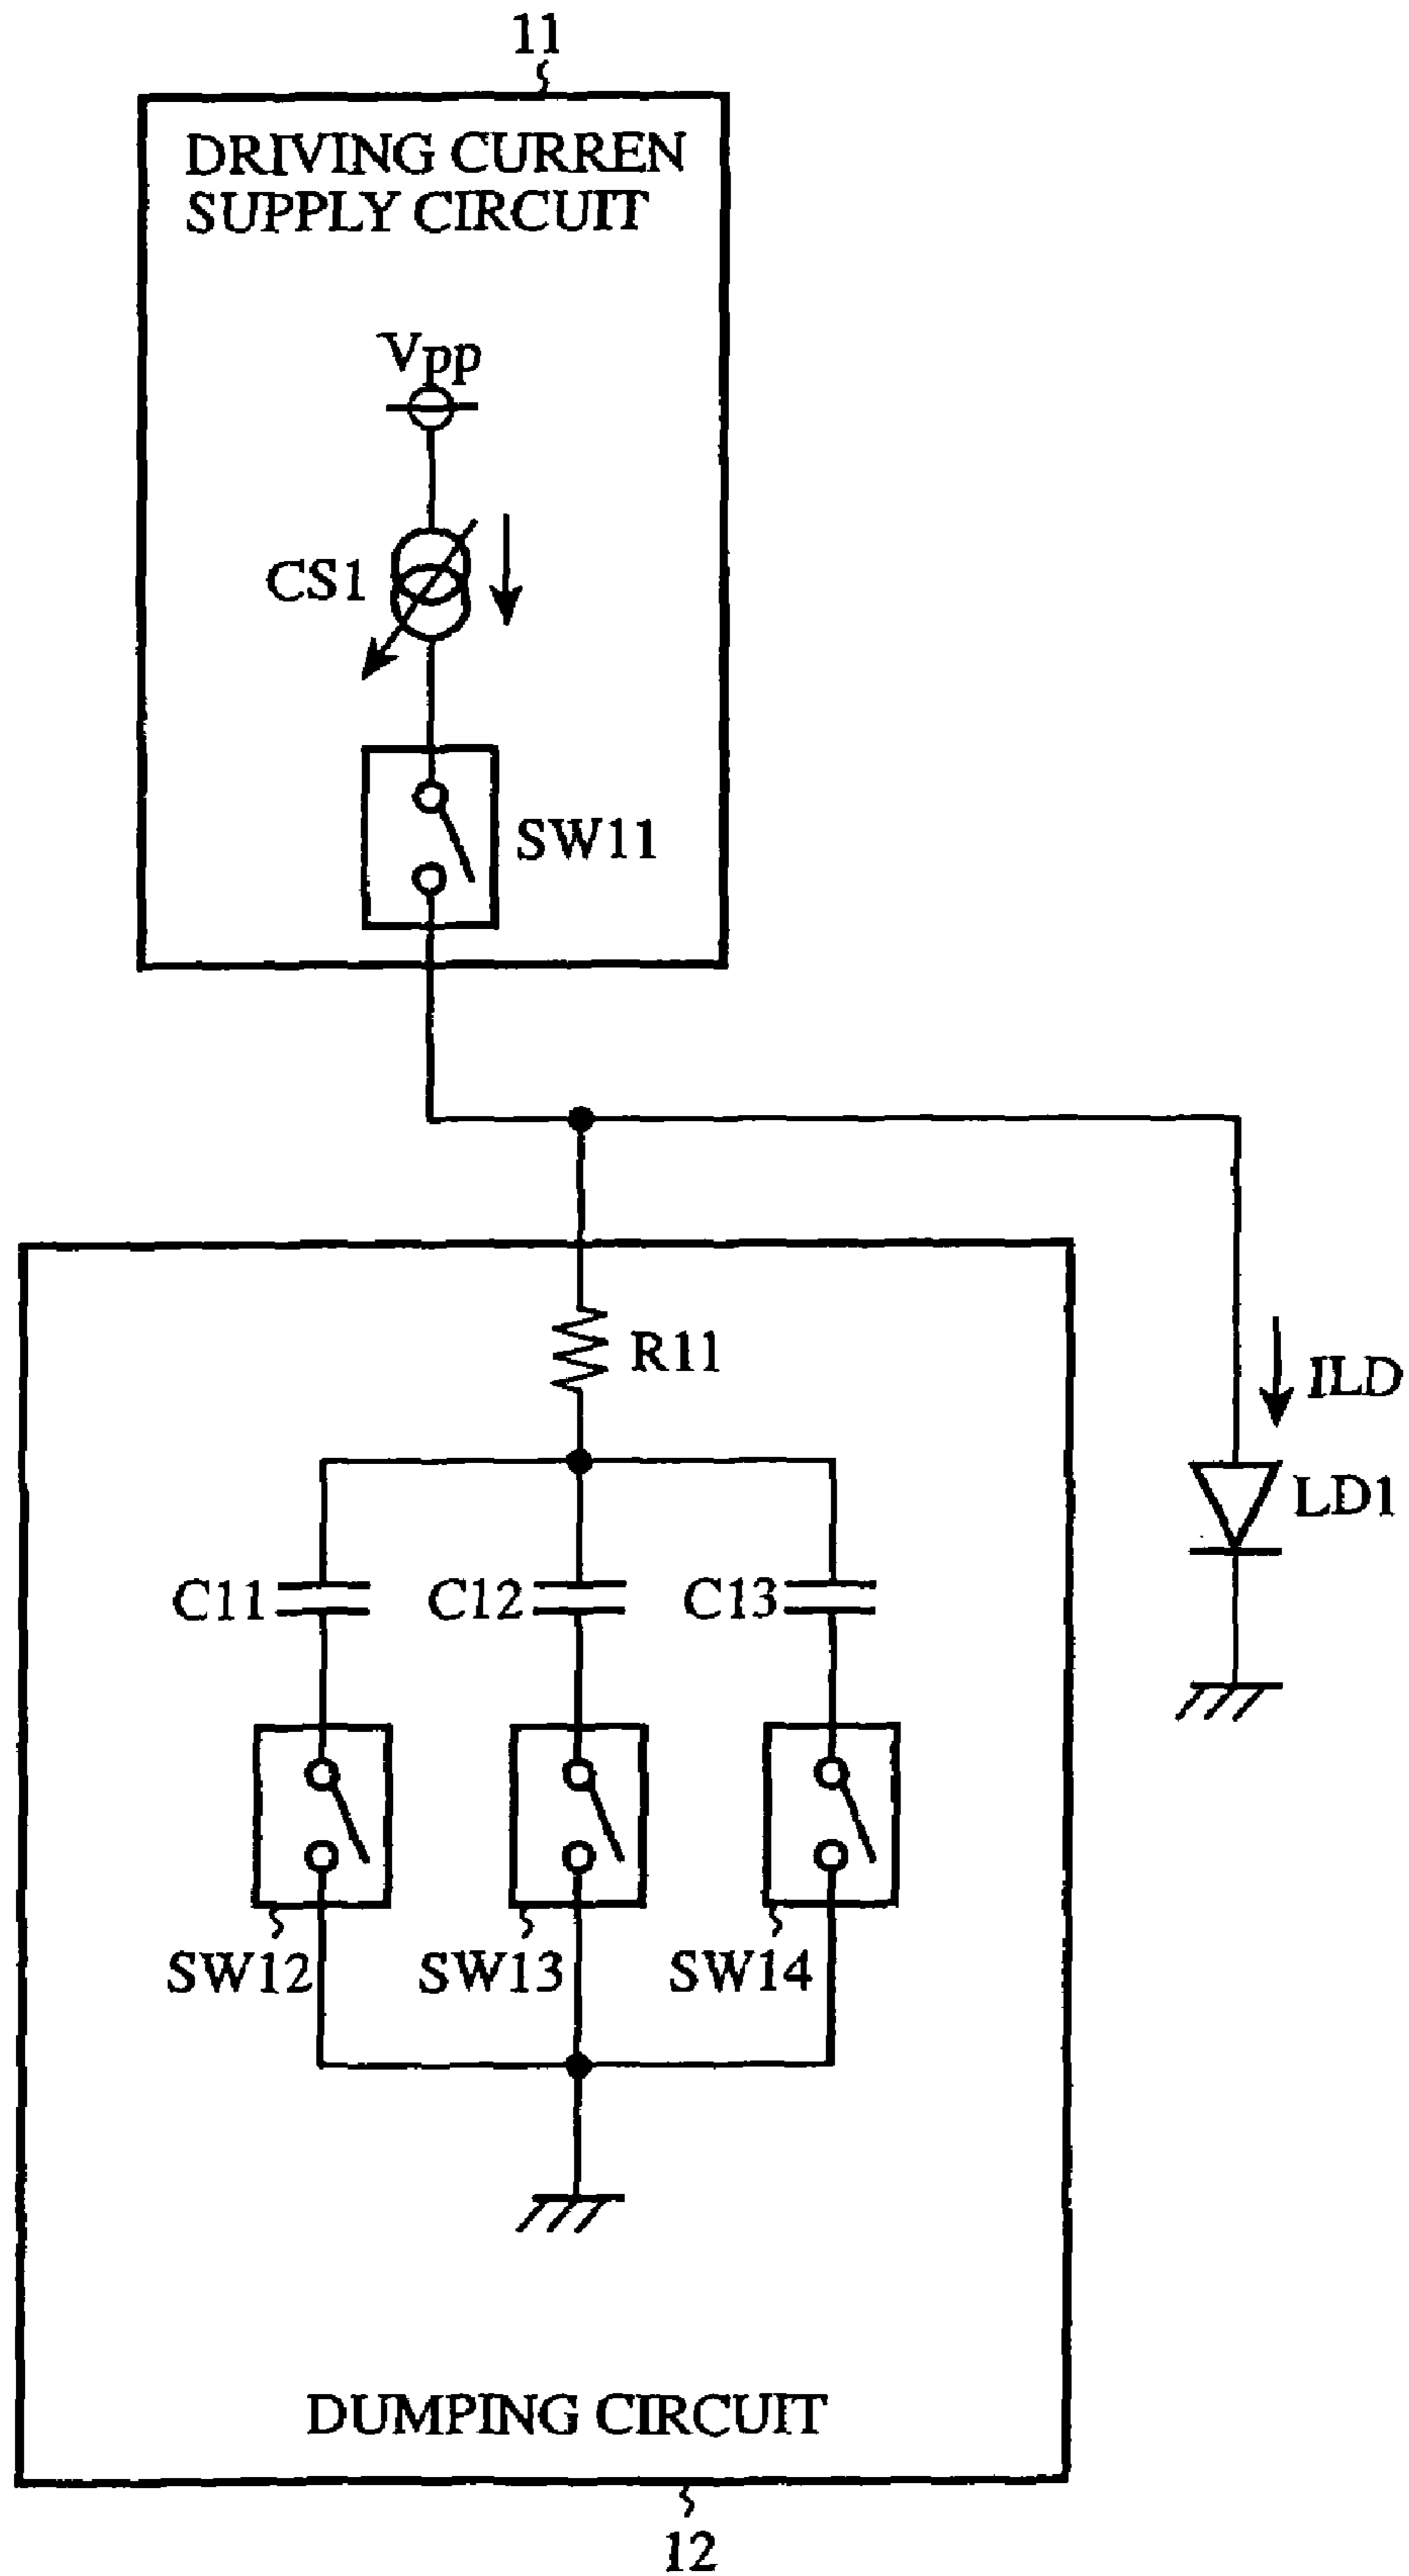 11
DRIVING CURREN
SUPPLY CIRCUIT
Vpp
CS1
SW11
R11
ILD
LD1
C11 C12 C13
SW12 SW13 SW14
DUMPING CIRCUIT
12